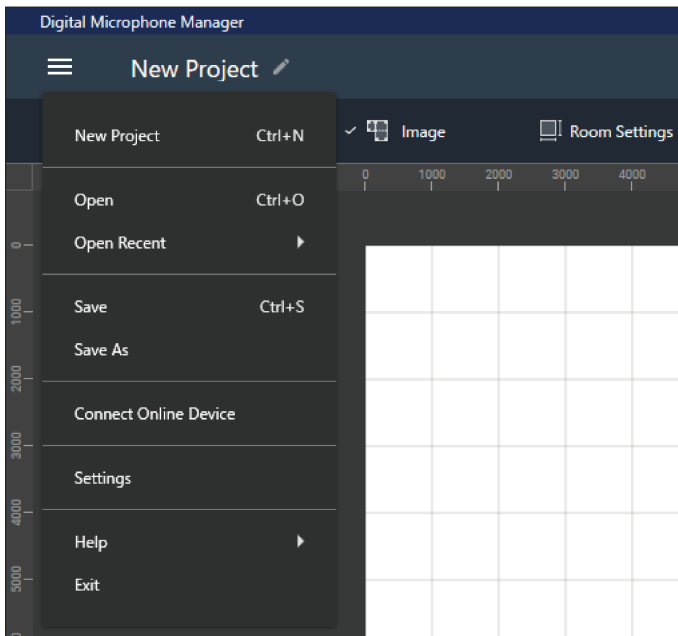 Digital Microphone Manager
New Project
Image
Room Settings
0 1000 2000 3000 4000
New Project Ctrl+N
Open Ctrl+O
Open Recent
Save Ctrl+S
Save As
Connect Online Device
Settings
Help
Exit
0
1000
2000
3000
4000
5000